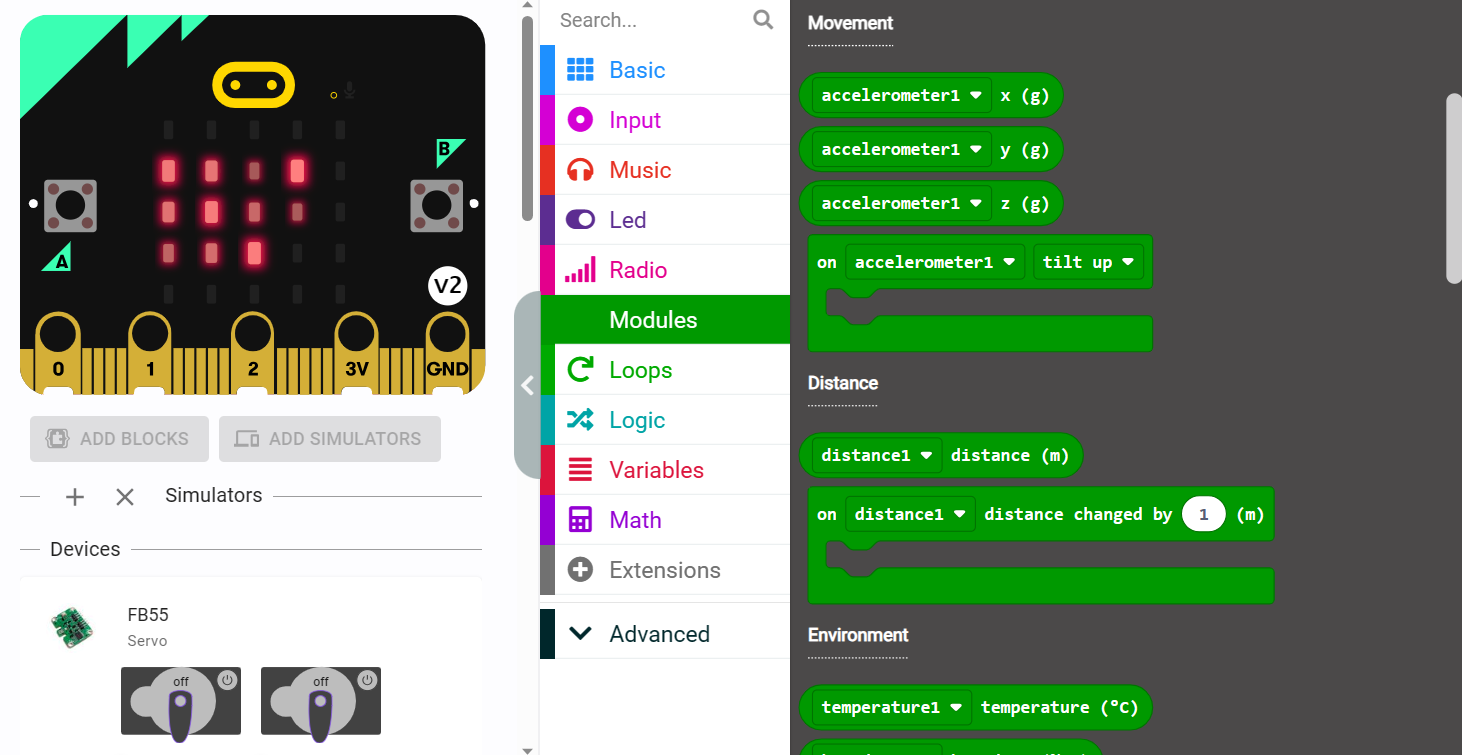 B
A
V2
0 1 2 3V GND
ADD BLOCKS
ADD SIMULATORS
Simulators
Devices
FB55
Servo
off
off
Search...
Basic
Input
Music
Led
Radio
Modules
Loops
Logic
Variables
Math
Extensions
Advanced
Movement
accelerometer1 x (g)
accelerometer1 y (g)
accelerometer1 z (g)
on accelerometer1 tilt up
Distance
distance1 distance (m)
on distance1 distance changed by 1 (m)
Environment
temperature1 temperature (°C)